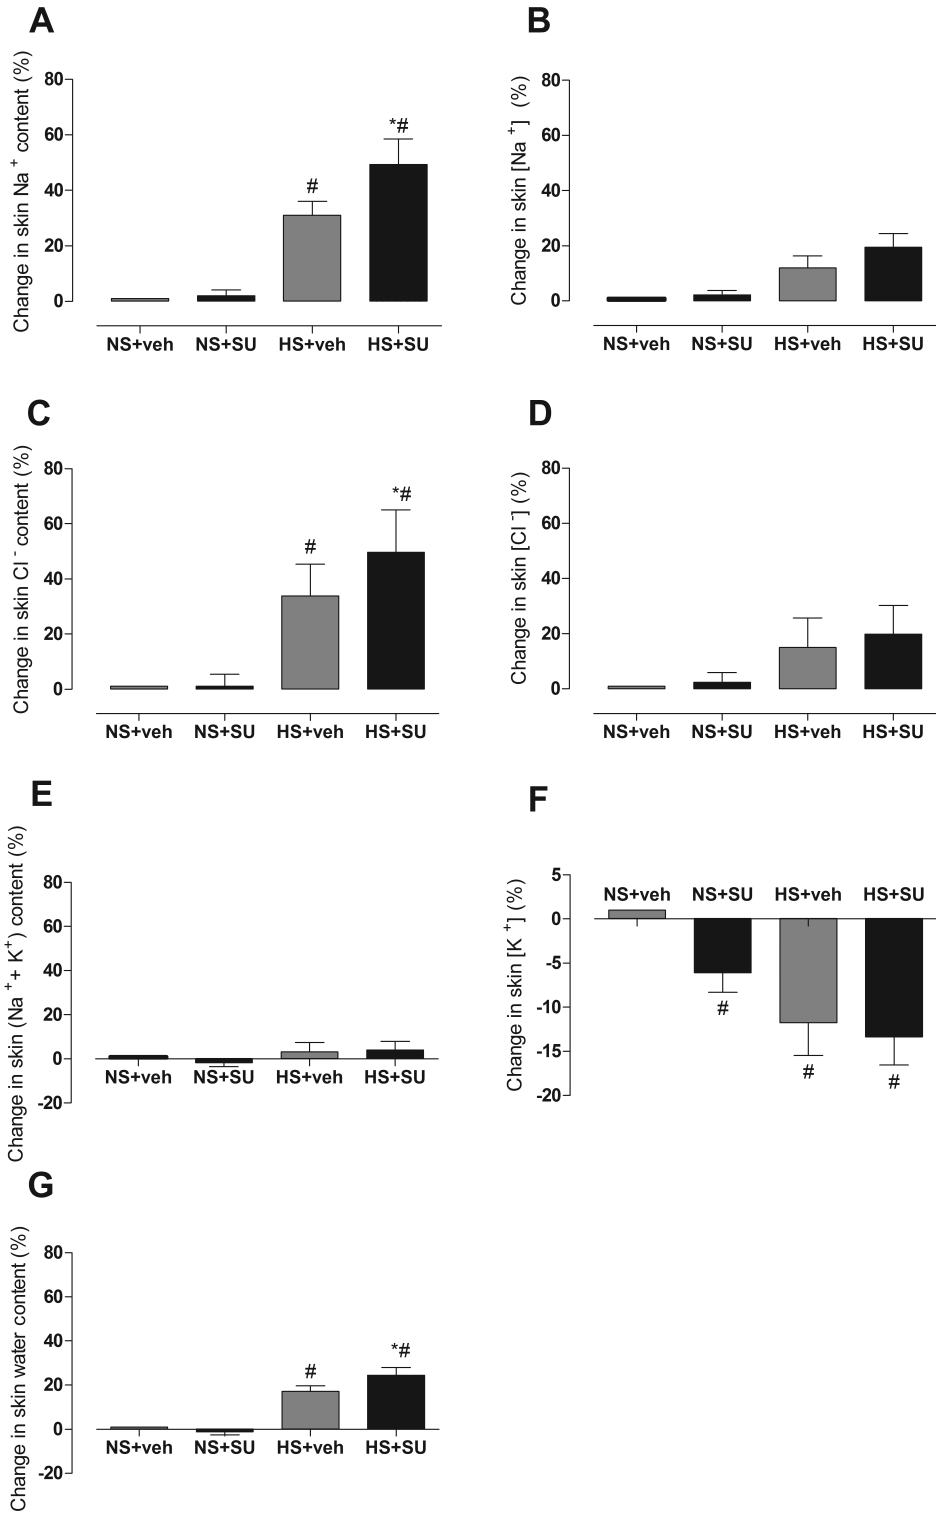 A
Change in skin Na + content (%)
80
60
40
20
0
#
*#
NS+veh NS+SU HS+veh HS+SU
B
Change in skin [Na +] (%)
80
60
40
20
0
NS+veh NS+SU HS+veh HS+SU
C
Change in skin Cl - content (%)
80
60
40
20
0
#
*#
NS+veh NS+SU HS+veh HS+SU
D
Change in skin [Cl -] (%)
80
60
40
20
0
NS+veh NS+SU HS+veh HS+SU
E
Change in skin (Na + + K+) content (%)
80
60
40
20
0
-20
NS+veh NS+SU HS+veh HS+SU
F
Change in skin [K +] (%)
5
0
-5
-10
-15
-20
NS+veh NS+SU HS+veh HS+SU
#
#
#
G
Change in skin water content (%)
80
60
40
20
0
-20
#
*#
NS+veh NS+SU HS+veh HS+SU